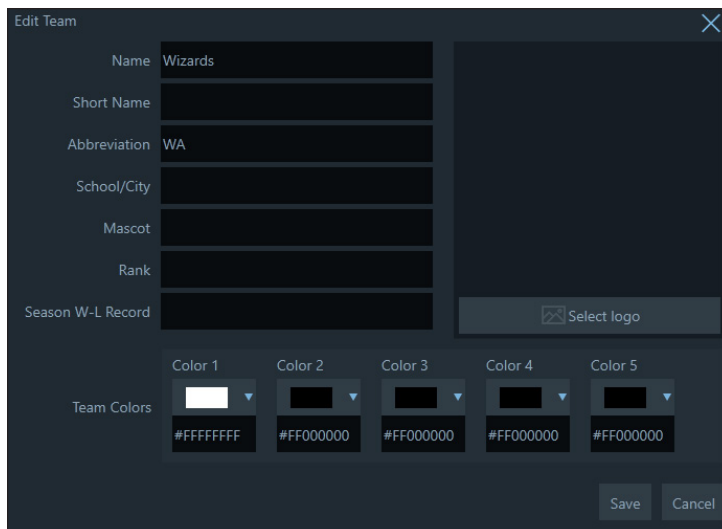 Edit Team
Name Wizards
Short Name
Abbreviation WA
School/City
Mascot
Rank
Season W-L Record
Select logo
Color 1 Color 2 Color 3 Color 4 Color 5
Team Colors
#FFFFFFFF #FF000000 #FF000000 #FF000000 #FF000000
Save Cancel